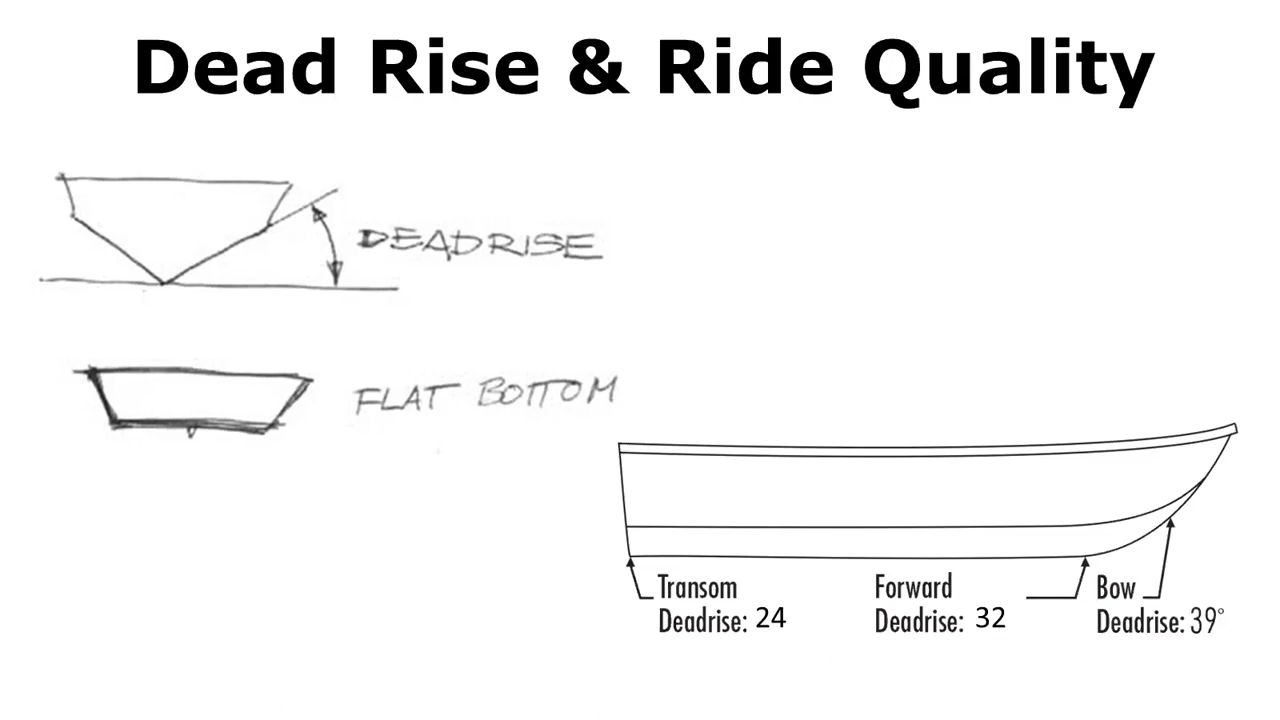 Dead Rise & Ride Quality
DEADRISE
FLAT BOTTOM
Transom
Deadrise: 24
Forward
Deadrise: 32
Bow
Deadrise: 39°